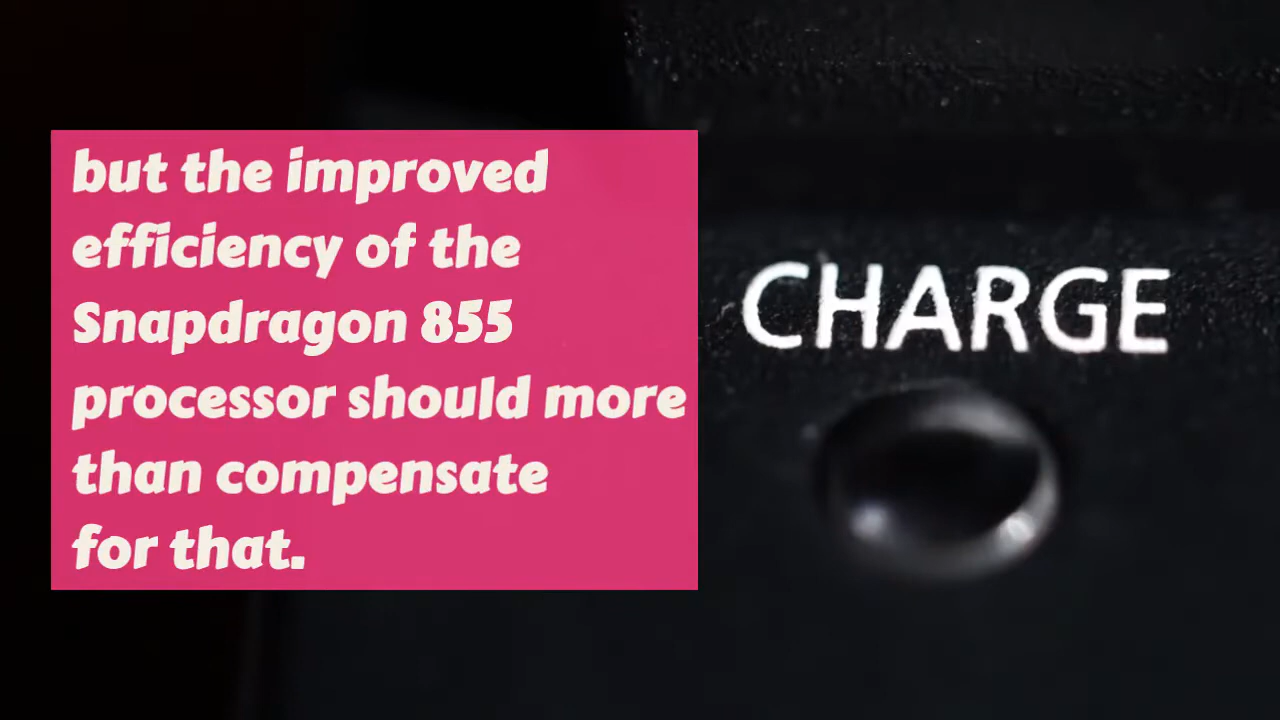 but the improved
efficiency of the
Snapdragon 855
processor should more
than compensate
for that.
CHARGE